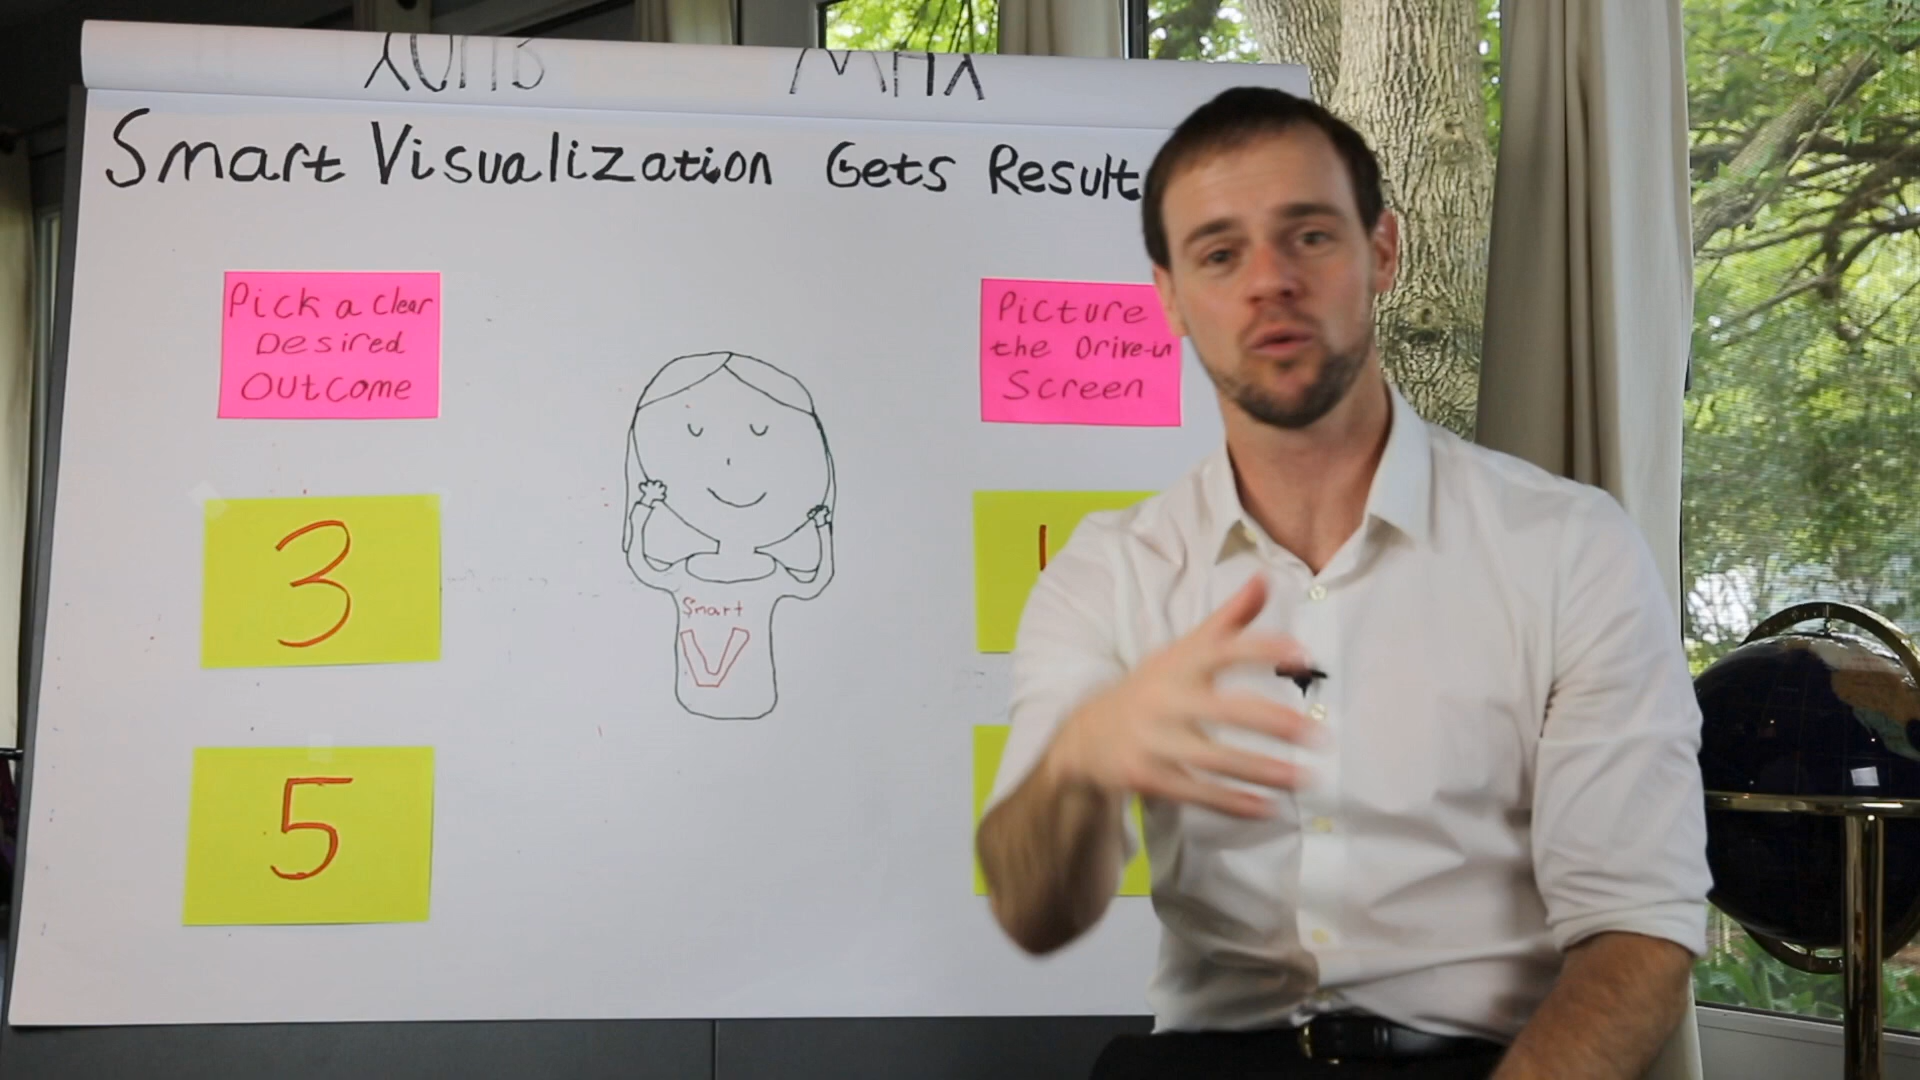 Smart Visualization Gets Result
Pick a Clear
Desired
Outcome
Picture
the Drive-in
Screen
3
5
Smart
V